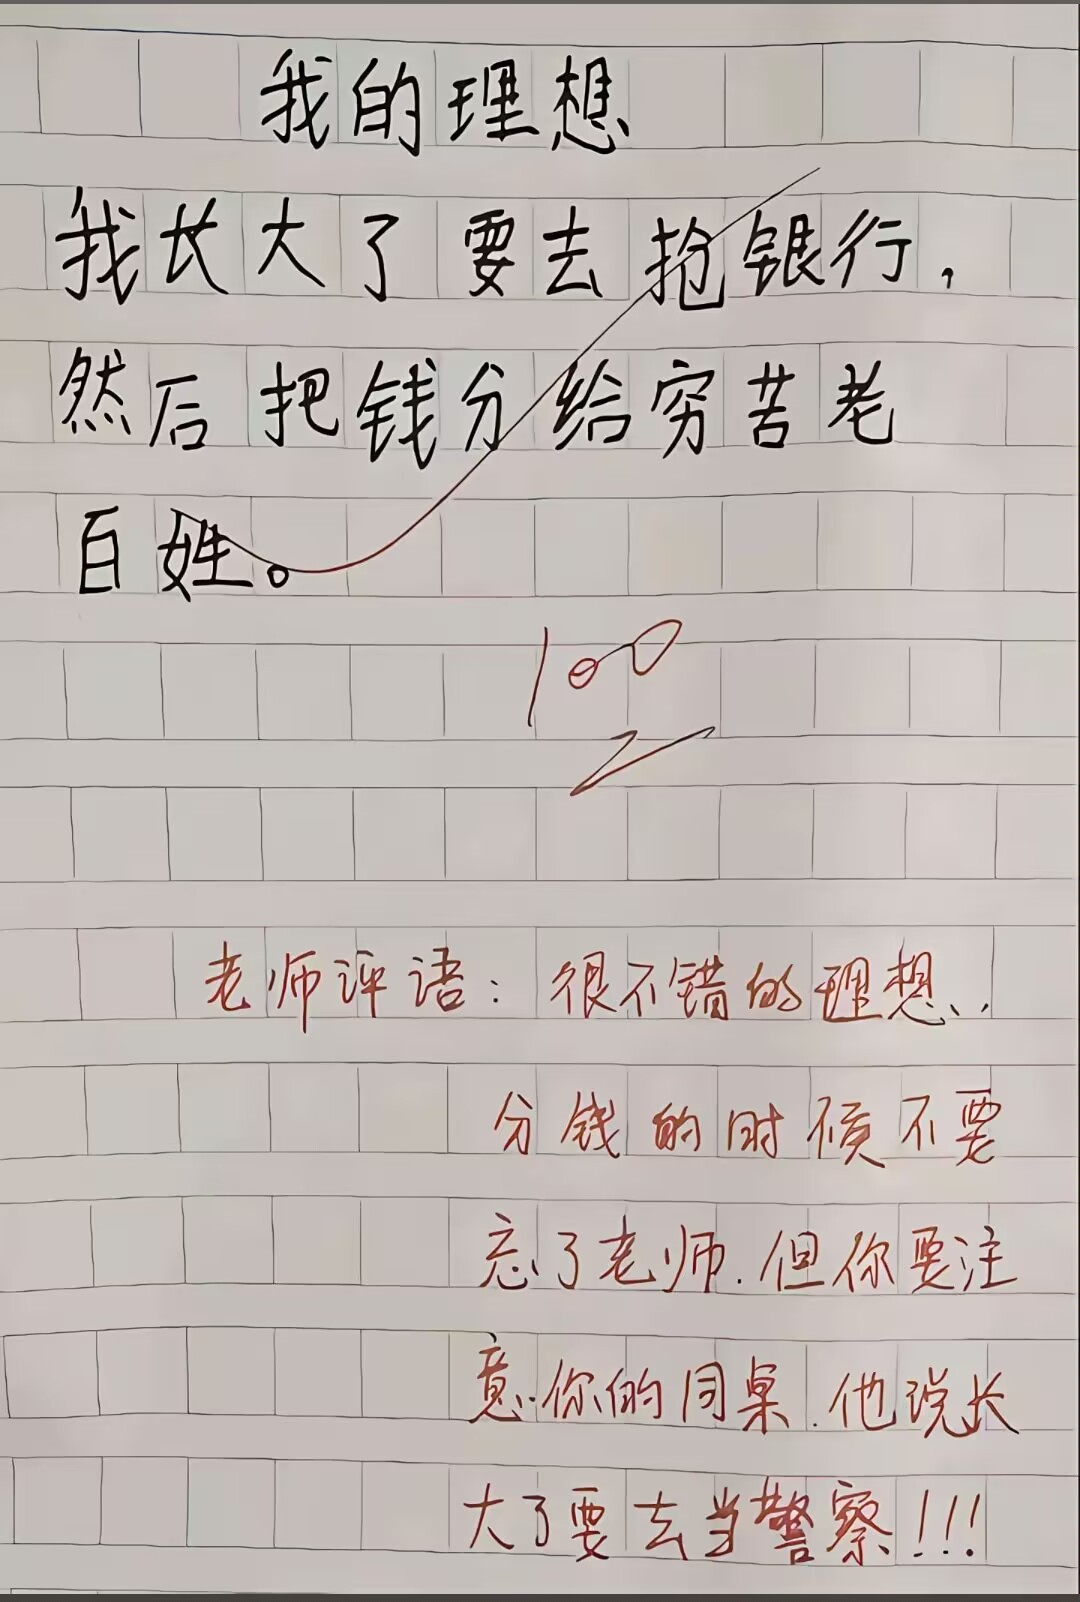 我的理想
我长大了要去抢银行，
然后把钱分给穷苦老
百姓。
100
老师评语：很不错的理想、，
分钱的时候不要
忘了老师.但你要注
意.你的同桌.他说长
大了要去当警察!!!